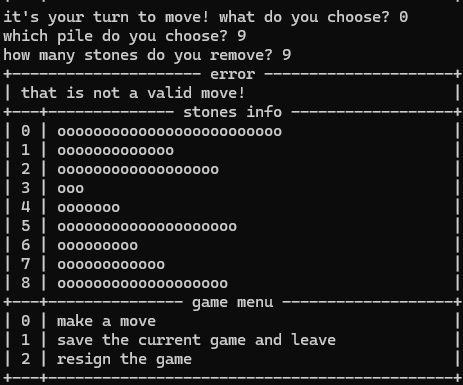 it's your turn to move! what do you choose? 0
which pile do you choose? 9
how many stones do you remove? 9
+--------------------- error ---------------------+
| that is not a valid move!                       |
+---+-------------- stones info ------------------+
| 0 | ooooooooooooooooooooooooo                   |
| 1 | ooooooooooooo                               |
| 2 | oooooooooooooooooo                          |
| 3 | ooo                                         |
| 4 | ooooooo                                     |
| 5 | oooooooooooooooooooo                        |
| 6 | ooooooooo                                   |
| 7 | oooooooooooo                                |
| 8 | ooooooooooooooooooo                         |
+---+--------------- game menu -------------------+
| 0 | make a move                                 |
| 1 | save the current game and leave             |
| 2 | resign the game                             |
+---+---------------------------------------------+